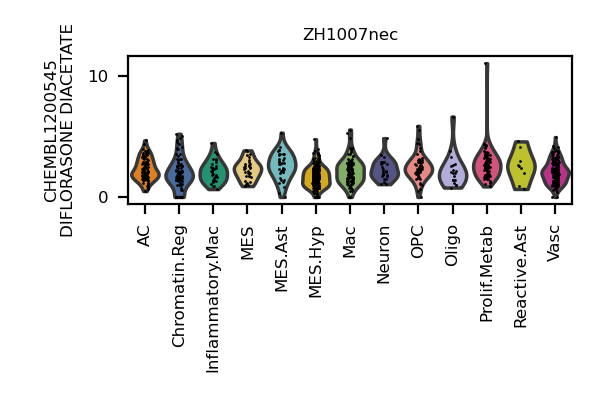 ZH1007nec
CHEMBL1200545
DIFLORASONE DIACETATE
10
0
AC
Chromatin.Reg
Inflammatory.Mac
MES
MES.Ast
MES.Hyp
Mac
Neuron
OPC
Oligo
Prolif.Metab
Reactive.Ast
Vasc